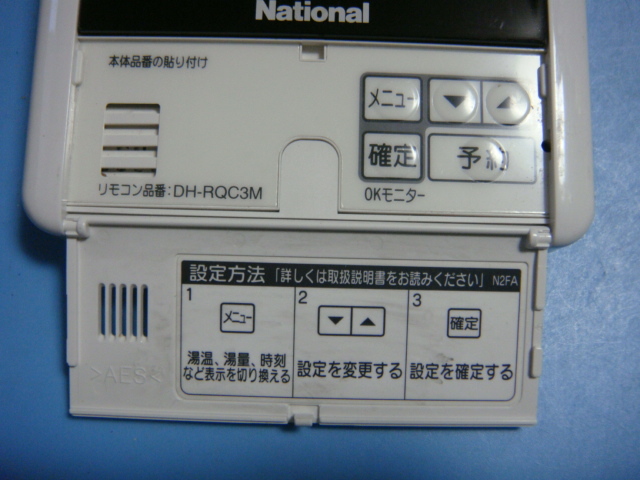 National
本体品番の貼り付け
メニュー
確定
予約
リモコン品番:DH-RQC3M
OKモニター
設定方法「詳しくは取扱説明書をお読みください」 N2FA
1
メニュー
湯温、湯量、時刻
など表示を切り換える
2
▼ ▲
設定を変更する
3
確定
設定を確定する
>AES<